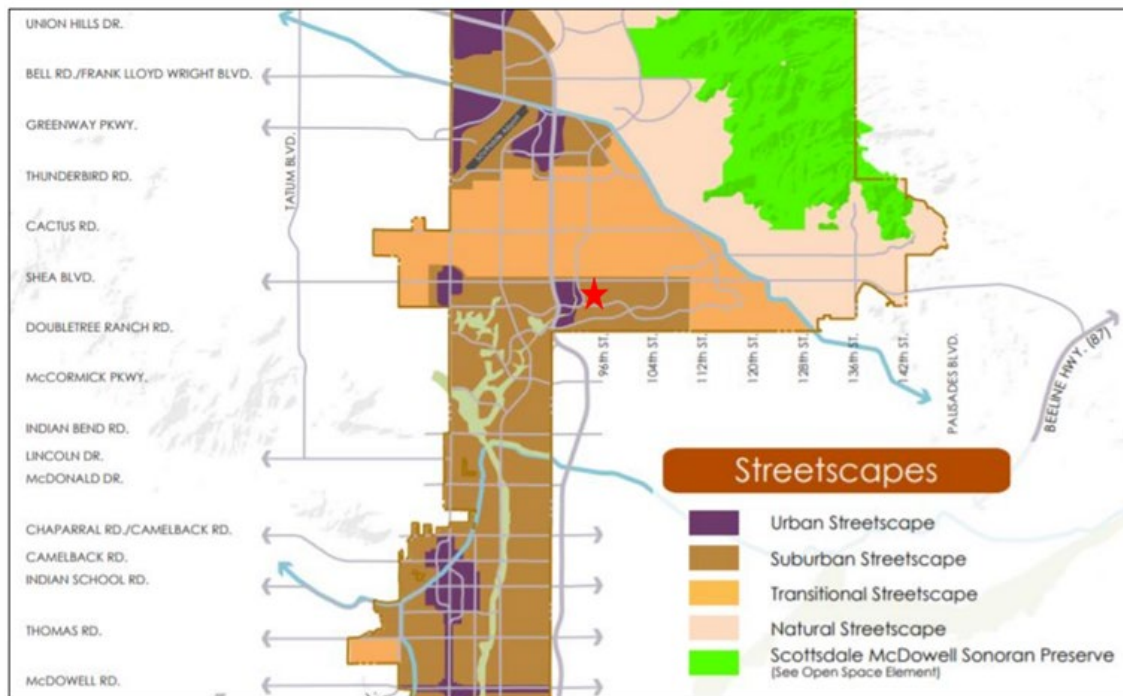 UNION HILLS DR.
BELL RD./FRANK LLOYD WRIGHT BLVD.
GREENWAY PKWY.
THUNDERBIRD RD.
CACTUS RD.
SHEA BLVD.
DOUBLETREE RANCH RD.
McCORMICK PKWY.
INDIAN BEND RD.
LINCOLN DR.
McDONALD DR.
CHAPARRAL RD./CAMELBACK RD.
CAMELBACK RD.
INDIAN SCHOOL RD.
THOMAS RD.
McDOWELL RD.
TATUM BLVD.
96th ST.
104th ST.
112th ST.
120th ST.
128th ST.
136th ST.
142th ST.
PALISADES BLVD.
BEELINE HWY. (87)
Streetscapes
Urban Streetscape
Suburban Streetscape
Transitional Streetscape
Natural Streetscape
Scottsdale McDowell Sonoran Preserve
(See Open Space Element)